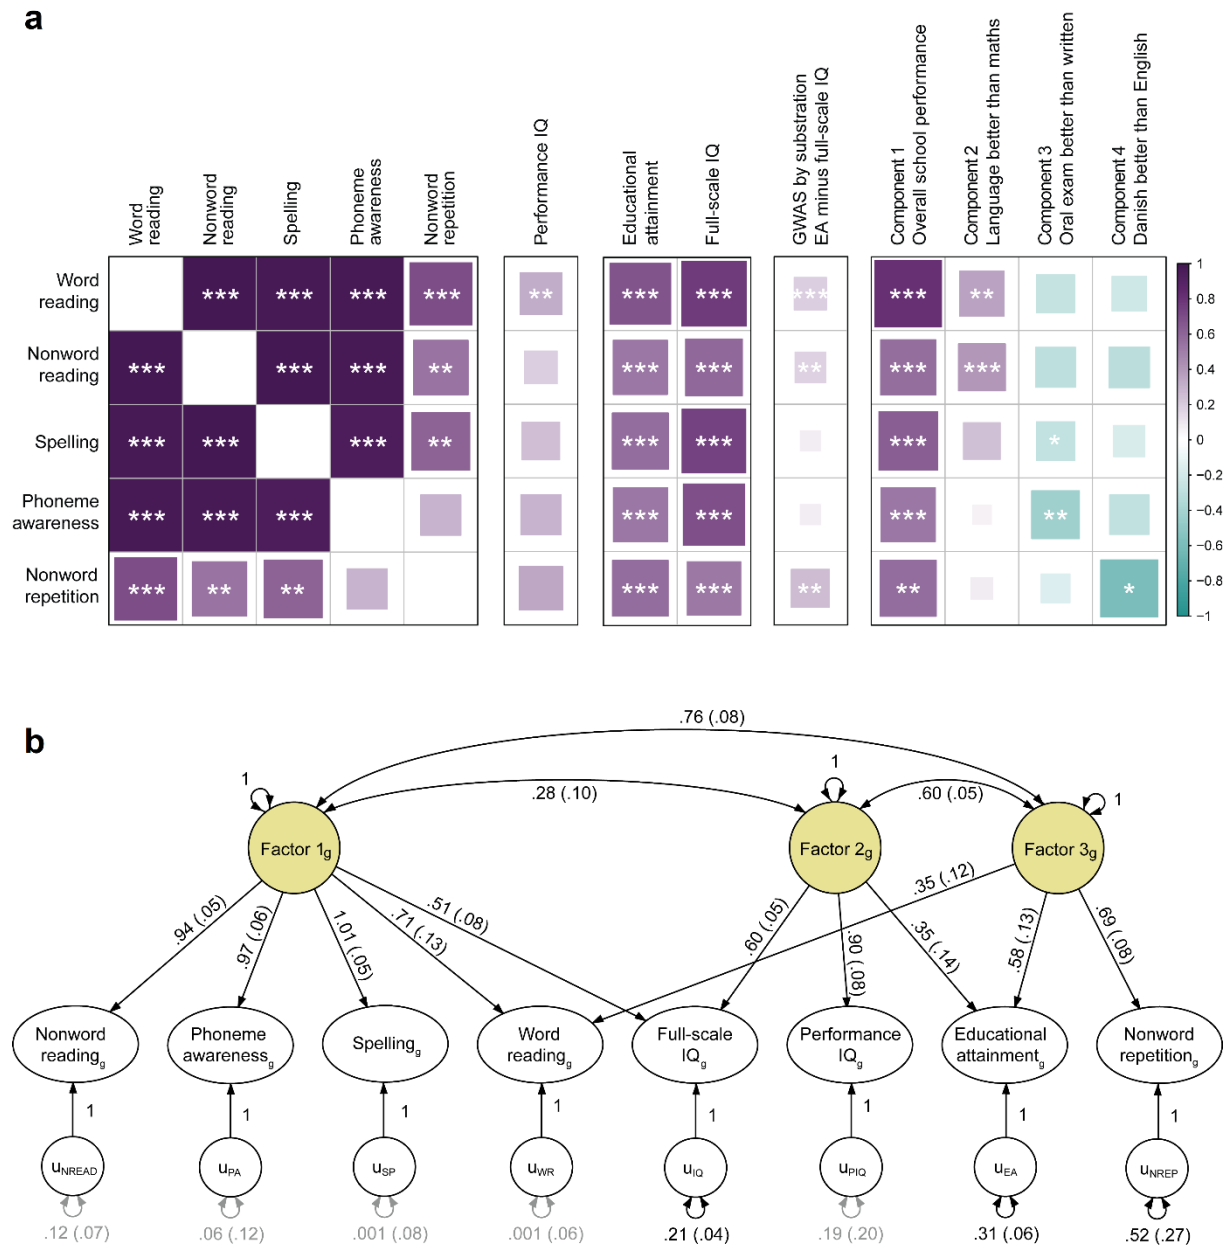 a
Word
reading
Nonword
reading
Spelling
Phoneme
awareness
Nonword
repetition
Performance IQ
Educational
attainment
Full-scale IQ
GWAS by substration
EA minus full-scale IQ
Component 1
Overall school performance
Component 2
Language better than maths
Component 3
Oral exam better than written
Component 4
Danish better than English
Word
reading
*** *** *** *** ** *** *** *** *** **
Nonword
reading
*** *** *** ** *** *** ** *** ***
Spelling
*** *** *** ** *** *** *** *
Phoneme
awareness
*** *** *** *** *** *** **
Nonword
repetition
*** ** ** *** *** ** ** *
1
0.8
0.6
0.4
0.2
0
−0.2
−0.4
−0.6
−0.8
−1
b
.76 (.08)
1 1 1
.28 (.10) .60 (.05)
Factor 1g Factor 2g Factor 3g
.94 (.05) .97 (.06) 1.01 (.05) .71 (.13) .51 (.08) .60 (.05) .90 (.08) .35 (.14) .35 (.12) .58 (.13) .69 (.08)
Nonword
readingg
Phoneme
awarenessg
Spellingg
Word
readingg
Full-scale
IQg
Performance
IQg
Educational
attainmentg
Nonword
repetitiong
1 1 1 1 1 1 1 1
uNREAD uPA uSP uWR uIQ uPIQ uEA uNREP
.12 (.07) .06 (.12) .001 (.08) .001 (.06) .21 (.04) .19 (.20) .31 (.06) .52 (.27)